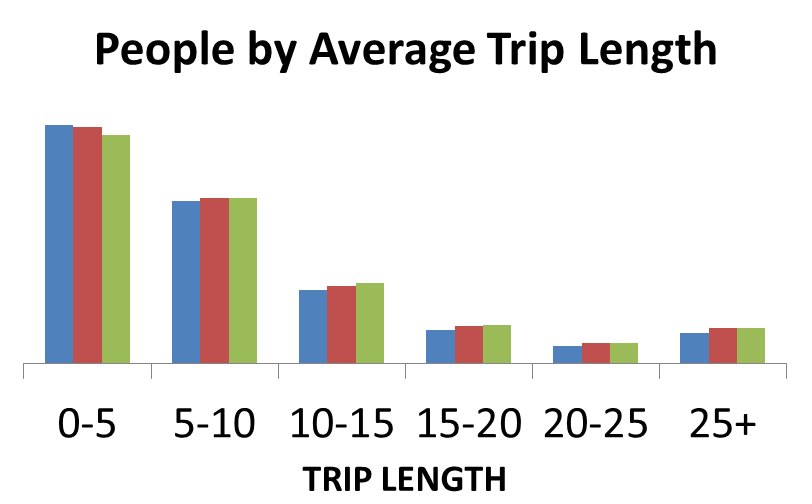 People by Average Trip Length
0-5 5-10 10-15 15-20 20-25 25+
TRIP LENGTH